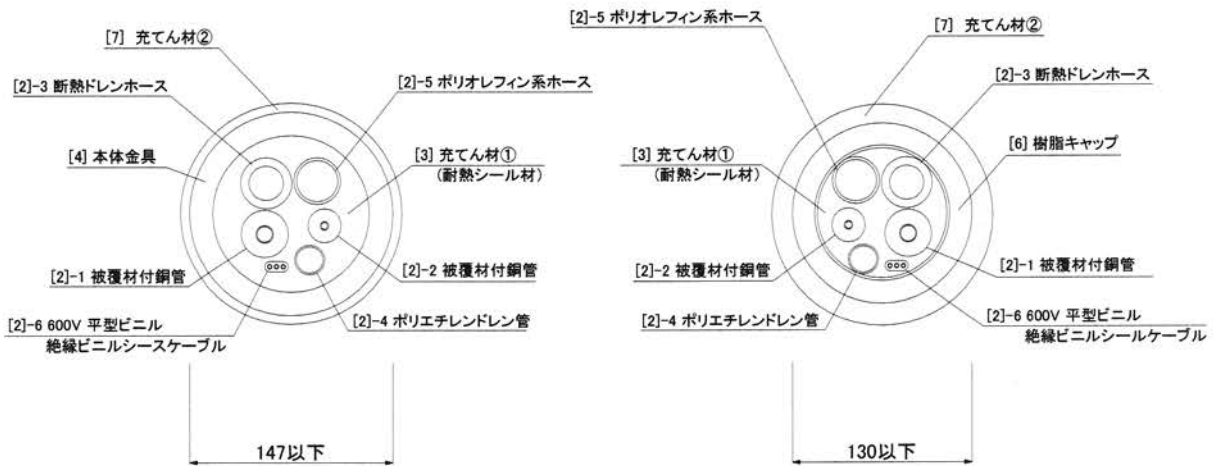 [7] 充てん材②
[2]-3 断熱ドレンホース
[2]-5 ポリオレフィン系ホース
[4] 本体金具
[3] 充てん材①
(耐熱シール材)
[2]-1 被覆材付銅管
[2]-2 被覆材付銅管
[2]-6 600V 平型ビニル
絶縁ビニルシースケーブル
[2]-4 ポリエチレンドレン管
147以下
[2]-5 ポリオレフィン系ホース
[7] 充てん材②
[2]-3 断熱ドレンホース
[3] 充てん材①
(耐熱シール材)
[6] 樹脂キャップ
[2]-2 被覆材付銅管
[2]-1 被覆材付銅管
[2]-4 ポリエチレンドレン管
[2]-6 600V 平型ビニル
絶縁ビニルシールケーブル
130以下